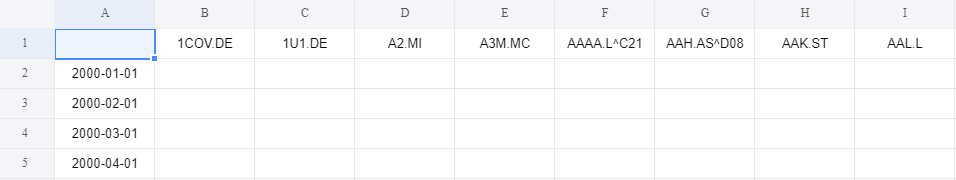 A B C D E F G H I
1 1COV.DE 1U1.DE A2.MI A3M.MC AAAA.L^C21 AAH.AS^D08 AAK.ST AAL.L
2 2000-01-01
3 2000-02-01
4 2000-03-01
5 2000-04-01